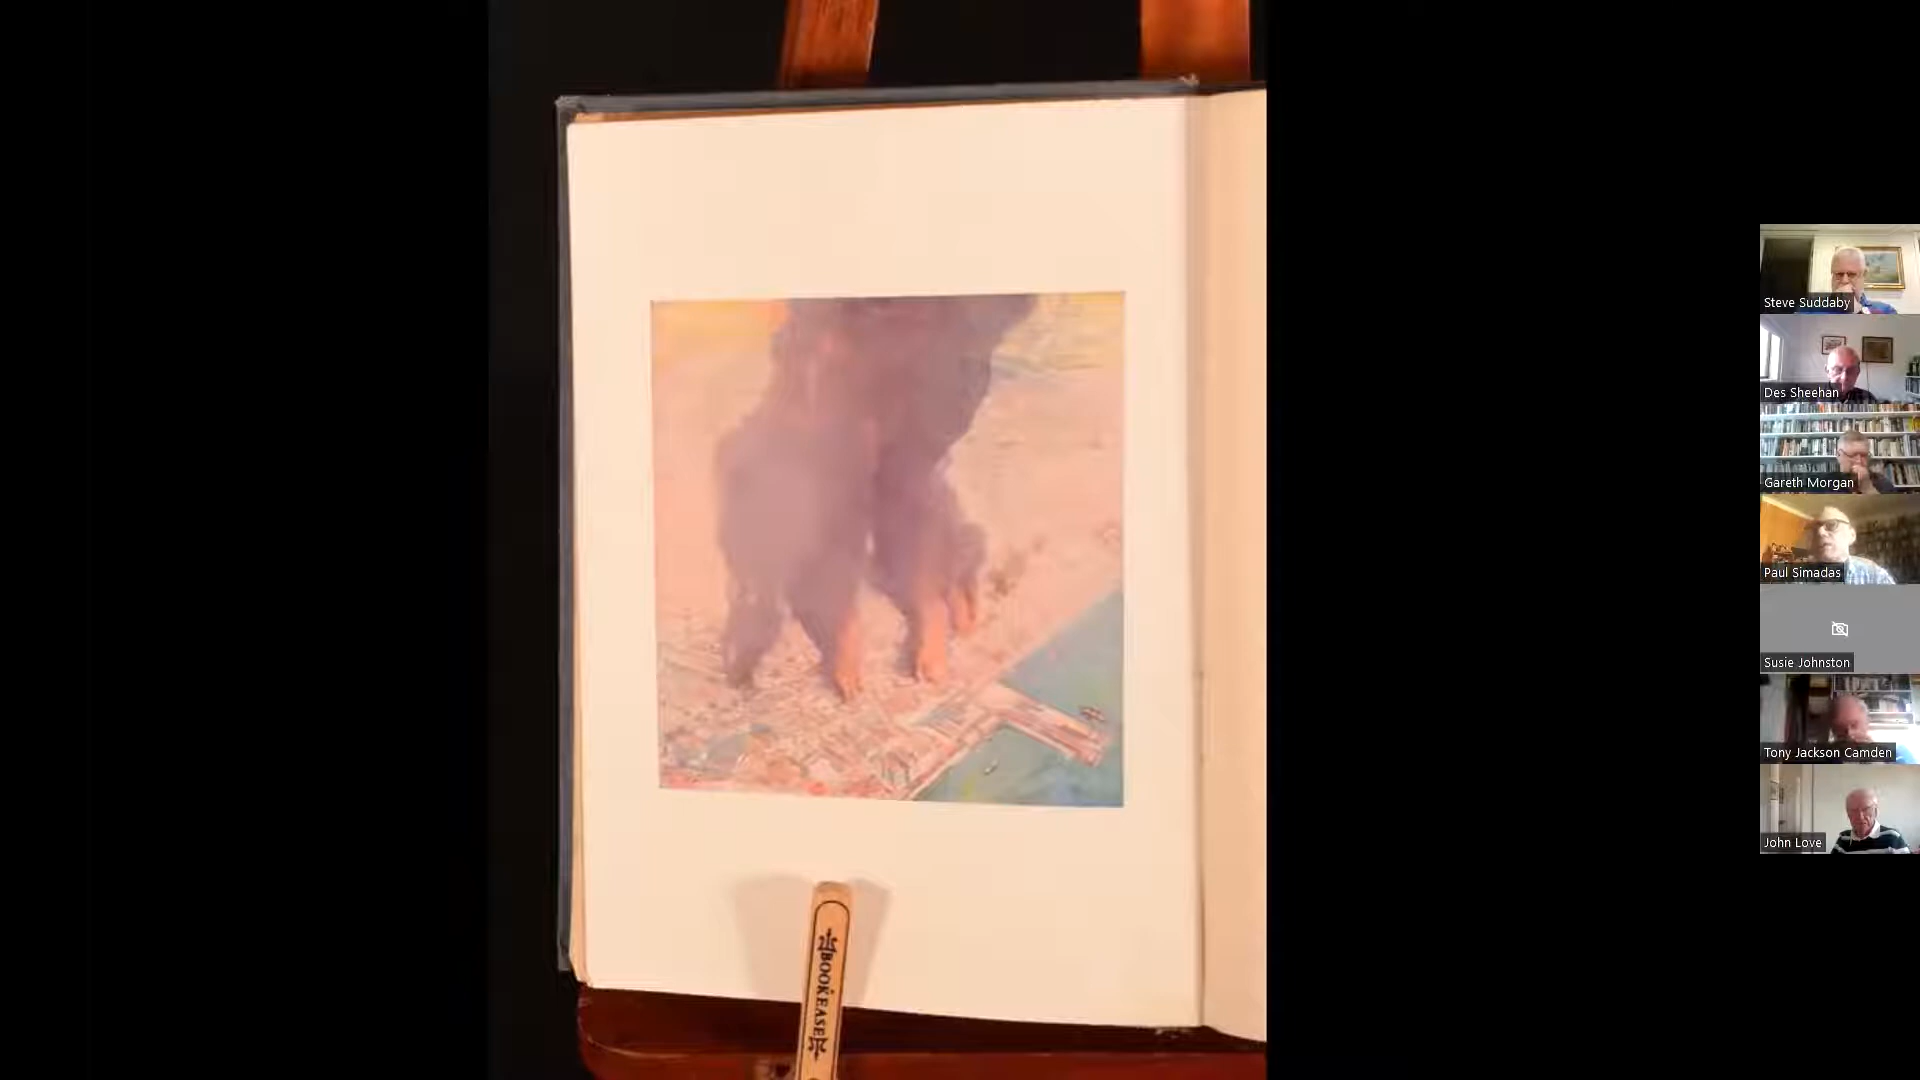 BOOKEASE
Steve Suddaby
Des Sheehan
Gareth Morgan
Paul Simadas
Susie Johnston
Tony Jackson Camden
John Love